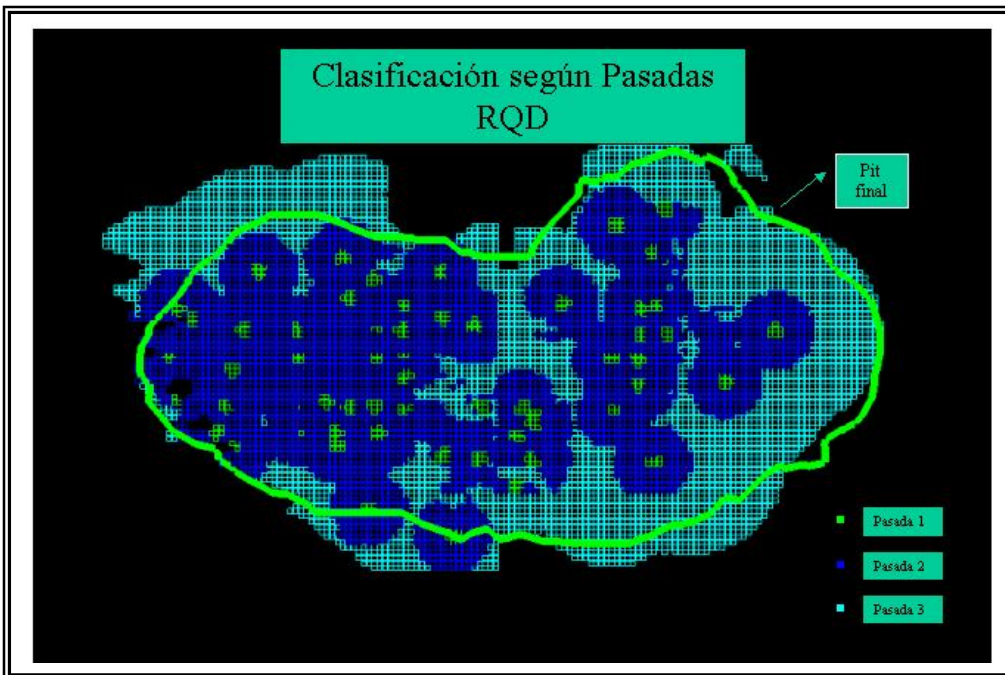 Clasificación según Pasadas
RQD
Pit
final
Pasada 1
Pasada 2
Pasada 3